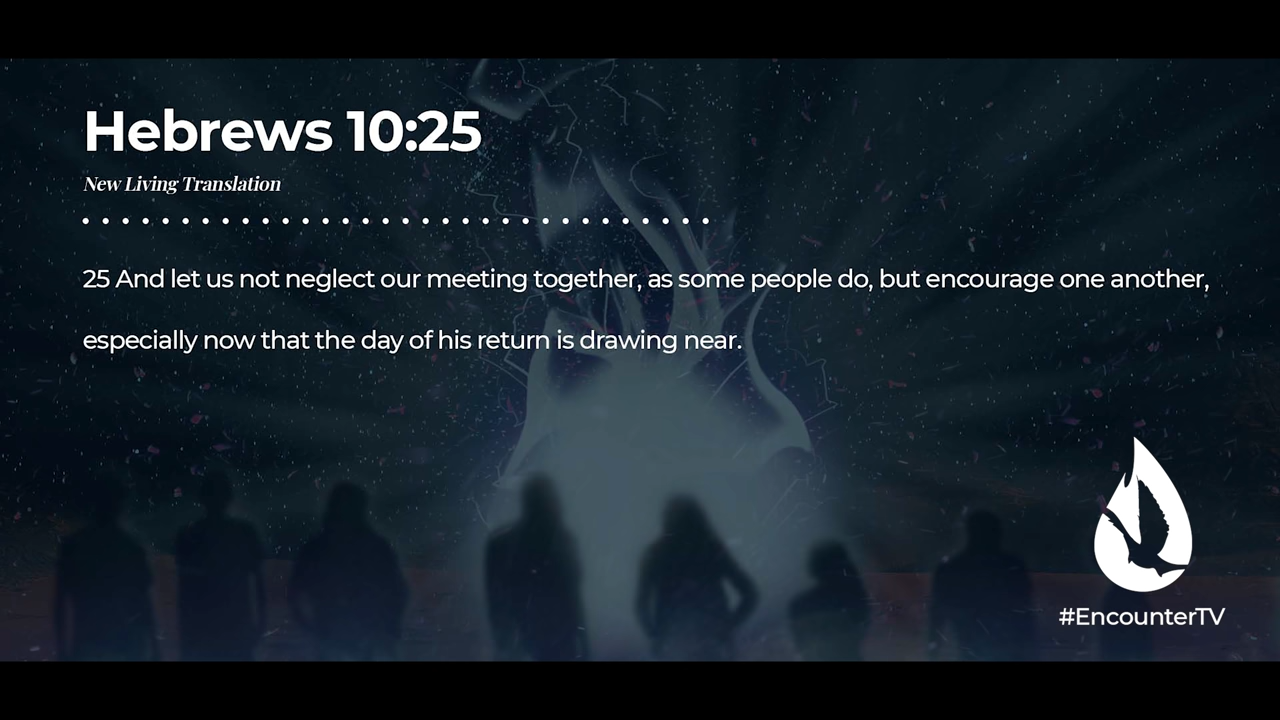 Hebrews 10:25
New Living Translation
25 And let us not neglect our meeting together, as some people do, but encourage one another,
especially now that the day of his return is drawing near.
#EncounterTV